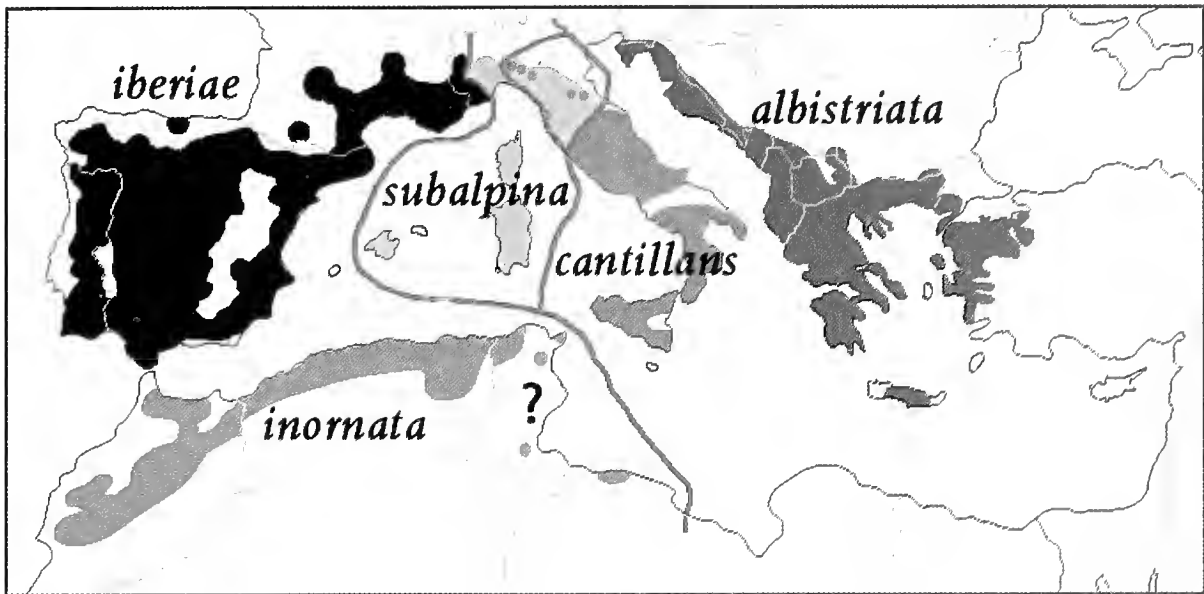 iberiae
albistriata
subalpina
cantillans
?
inornata